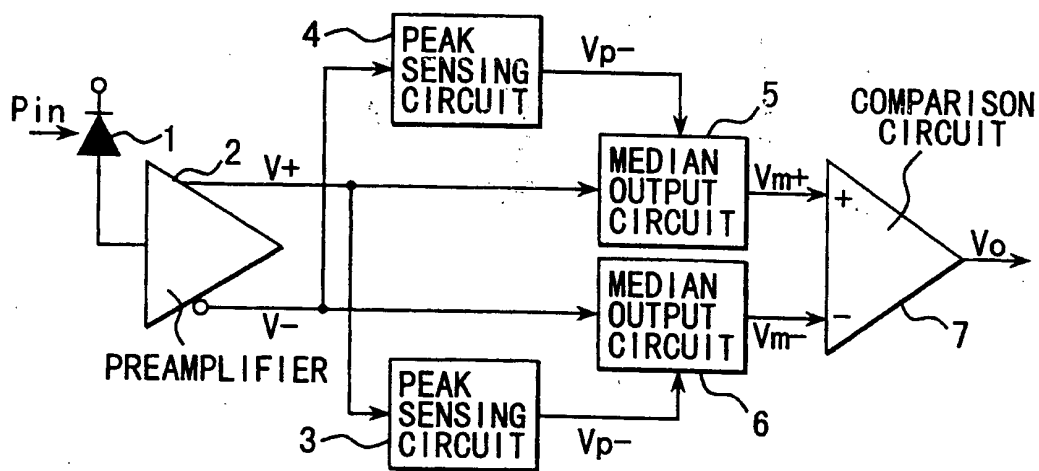 4
PEAK
SENSING
CIRCUIT
Vp-
5
COMPARISON
CIRCUIT
Pin
1
2
V+
MEDIAN
OUTPUT
CIRCUIT
Vm+
+
Vo
V-
MEDIAN
OUTPUT
CIRCUIT
Vm-
-
7
PREAMPLIFIER
PEAK
SENSING
CIRCUIT
3
Vp-
6